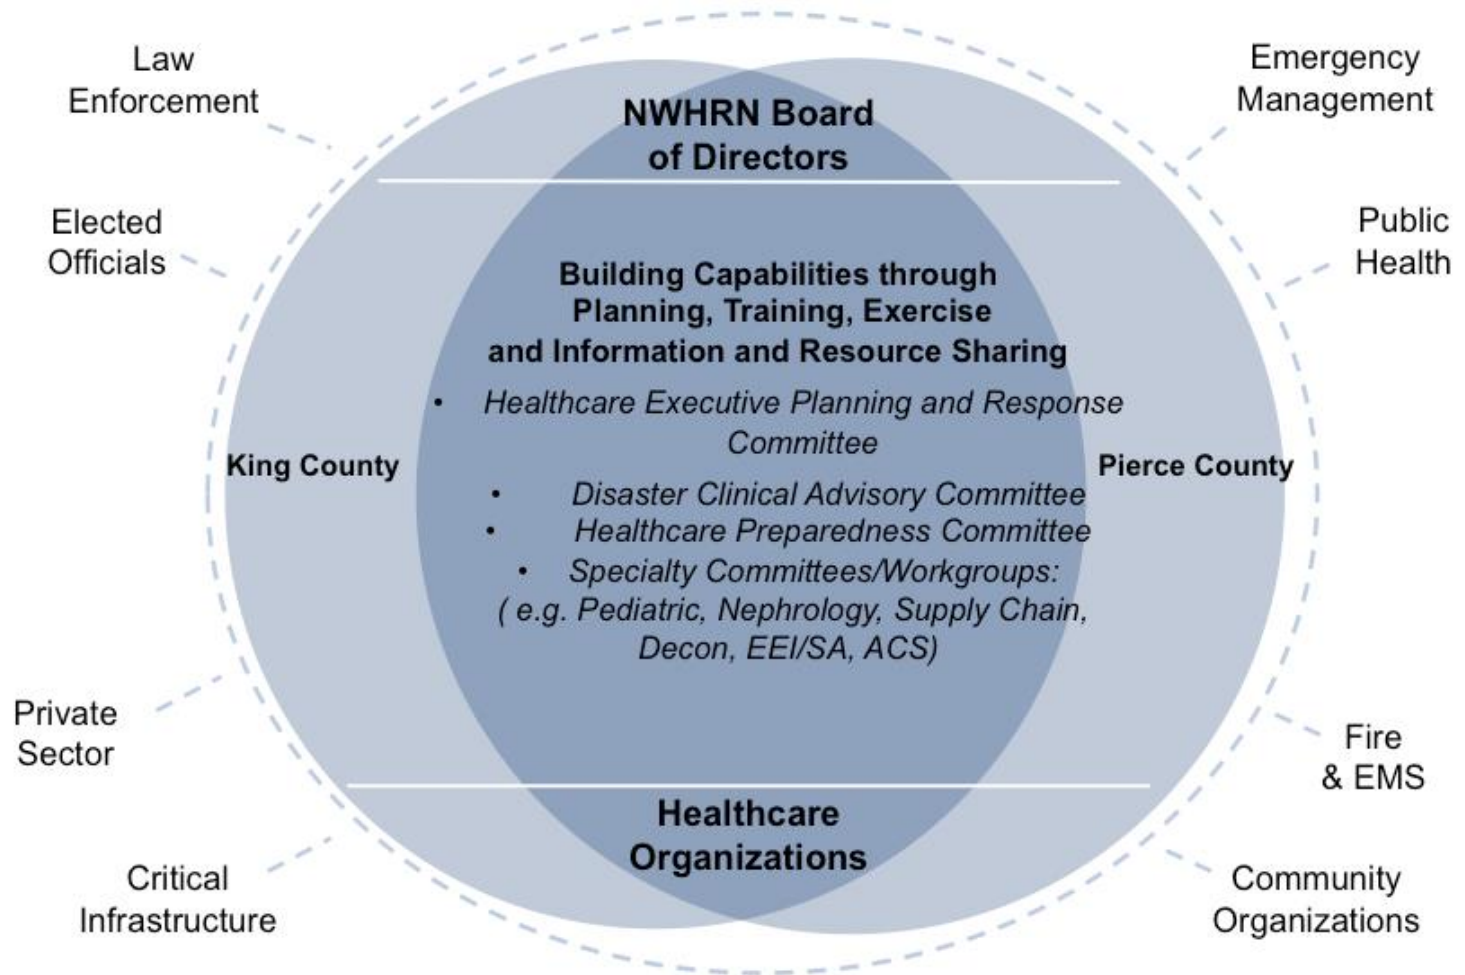 Law
Enforcement
Emergency
Management
NWHRN Board
of Directors
Elected
Officials
Public
Health
Building Capabilities through
Planning, Training, Exercise
and Information and Resource Sharing
• Healthcare Executive Planning and Response
Committee
King County
Pierce County
• Disaster Clinical Advisory Committee
• Healthcare Preparedness Committee
• Specialty Committees/Workgroups:
( e.g. Pediatric, Nephrology, Supply Chain,
Decon, EEI/SA, ACS)
Private
Sector
Fire
& EMS
Healthcare
Organizations
Critical
Infrastructure
Community
Organizations